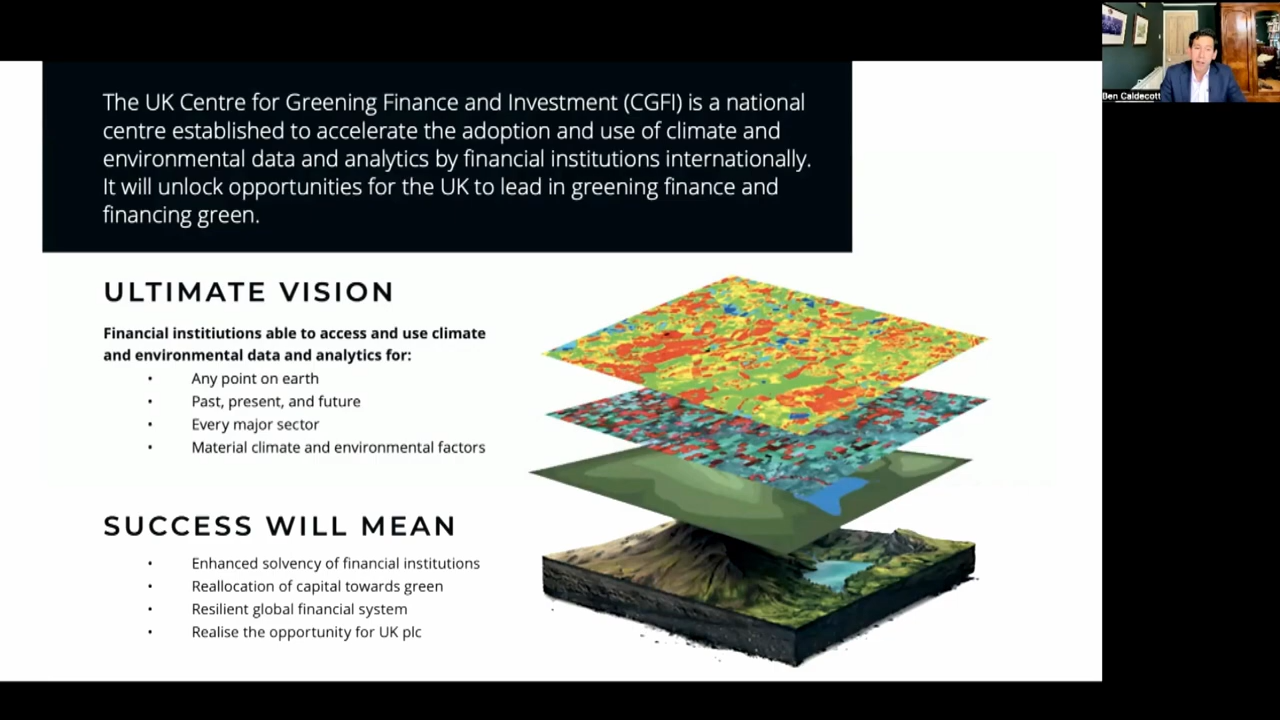 The UK Centre for Greening Finance and Investment (CGFI) is a national
centre established to accelerate the adoption and use of climate and
environmental data and analytics by financial institutions internationally.
It will unlock opportunities for the UK to lead in greening finance and
financing green.
ULTIMATE VISION
Financial institiutions able to access and use climate
and environmental data and analytics for:
• Any point on earth
• Past, present, and future
• Every major sector
• Material climate and environmental factors
SUCCESS WILL MEAN
• Enhanced solvency of financial institutions
• Reallocation of capital towards green
• Resilient global financial system
• Realise the opportunity for UK plc
Ben Caldecott